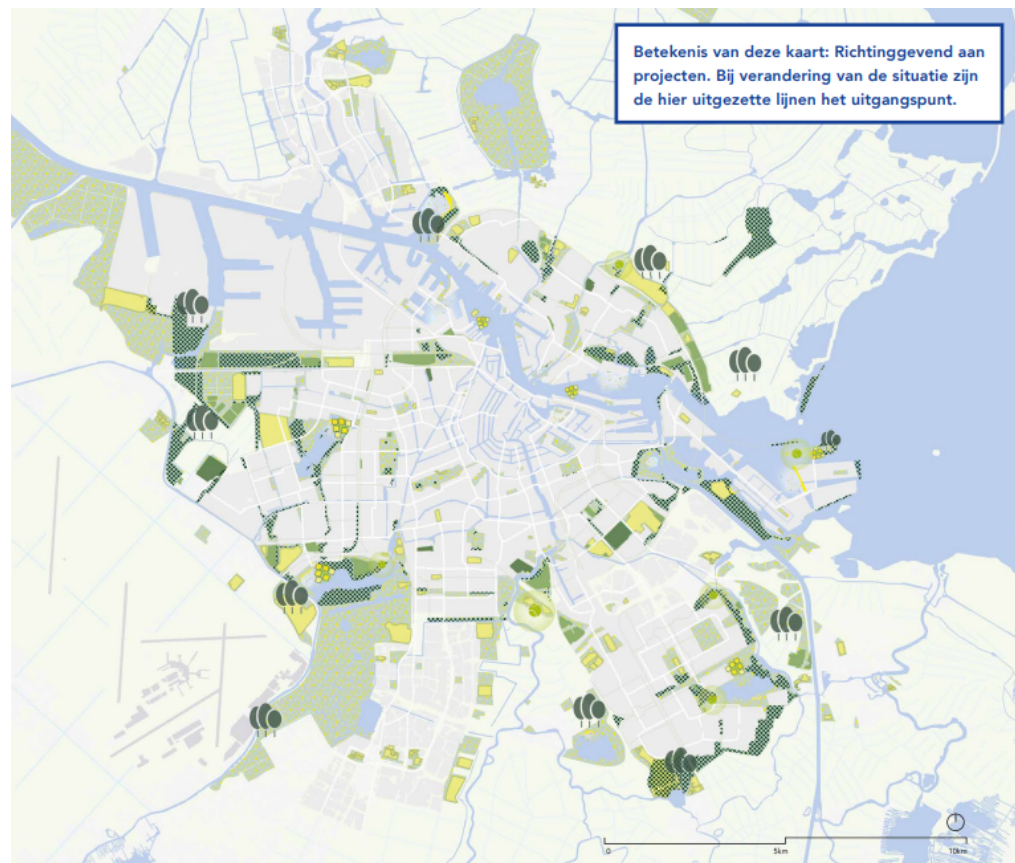 Betekenis van deze kaart: Richtinggevend aan
projecten. Bij verandering van de situatie zijn
de hier uitgezette lijnen het uitgangspunt.
0
5km
10km